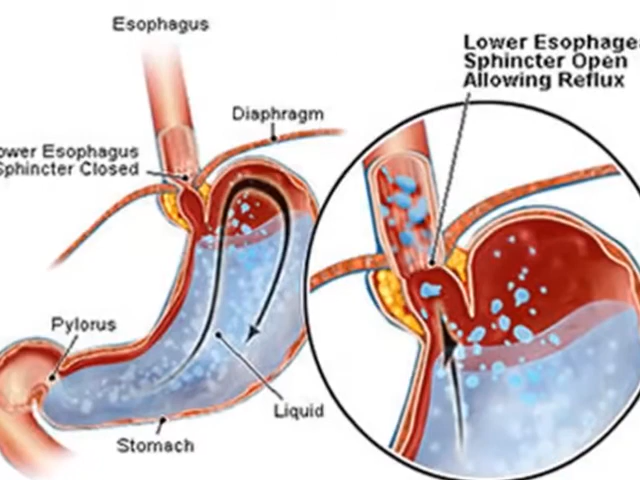 Esophagus
Lower Esophage
Sphincter Open
Allowing Reflux
Diaphragm
ower Esophagus
Sphincter Closed
Pylorus
Liquid
Stomach